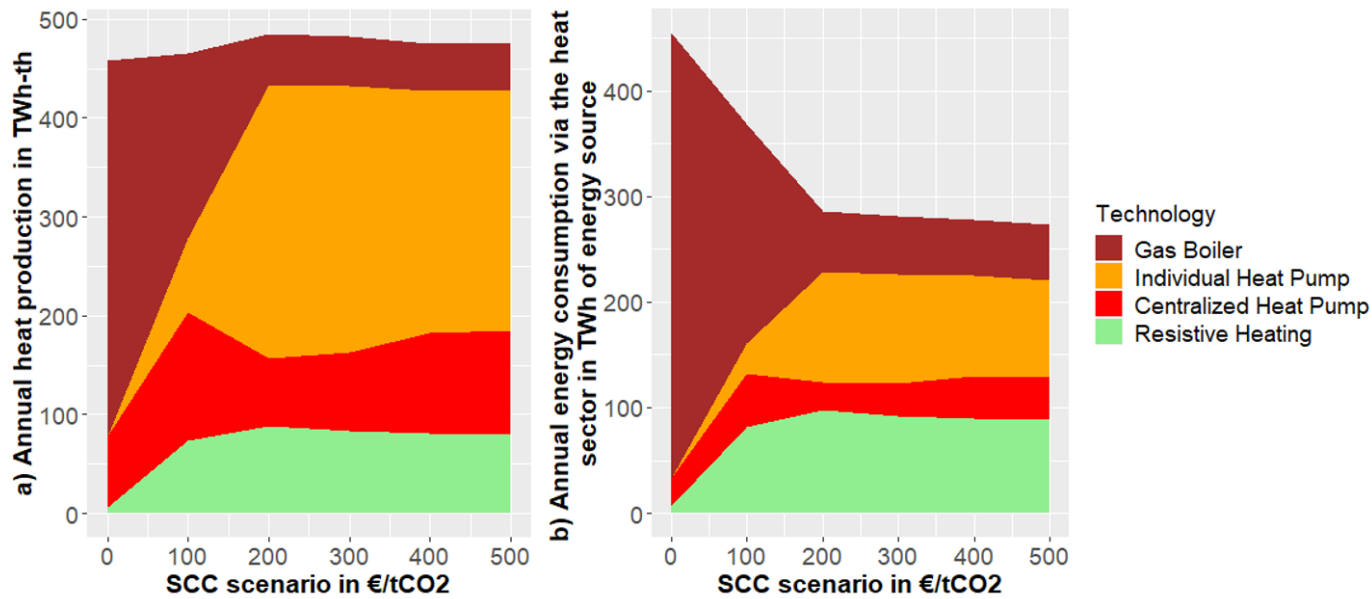 a) Annual heat production in TWh-th
500
400
300
200
100
0
0 100 200 300 400 500
SCC scenario in €/tCO2
b) Annual energy consumption via the heat
sector in TWh of energy source
400
300
200
100
0
0 100 200 300 400 500
SCC scenario in €/tCO2
Technology
Gas Boiler
Individual Heat Pump
Centralized Heat Pump
Resistive Heating